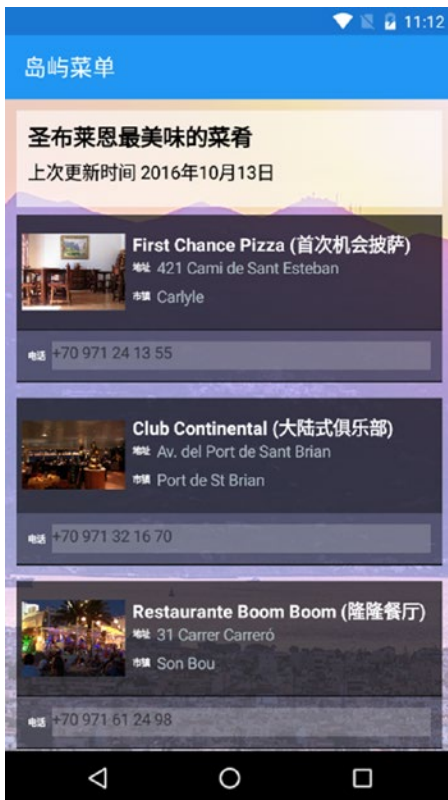 11:12
岛屿菜单
圣布莱恩最美味的菜肴
上次更新时间 2016年10月13日
First Chance Pizza (首次机会披萨)
地址 421 Cami de Sant Esteban
市镇 Carlyle
电话 +70 971 24 13 55
Club Continental (大陆式俱乐部)
地址 Av. del Port de Sant Brian
市镇 Port de St Brian
电话 +70 971 32 16 70
Restaurante Boom Boom (隆隆餐厅)
地址 31 Carrer Carreró
市镇 Son Bou
电话 +70 971 61 24 98